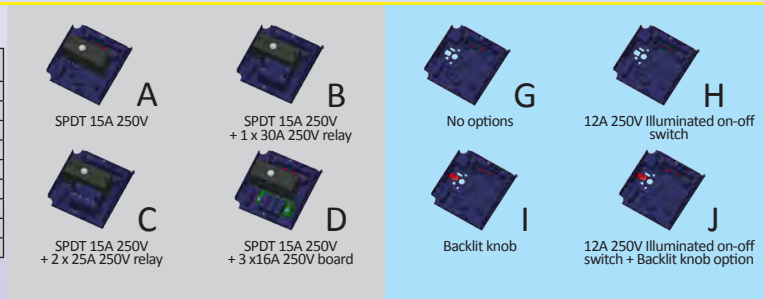 A
SPDT 15A 250V
B
SPDT 15A 250V
+ 1 x 30A 250V relay
G
No options
H
12A 250V Illuminated on-off
switch
C
SPDT 15A 250V
+ 2 x 25A 250V relay
D
SPDT 15A 250V
+ 3 x16A 250V board
I
Backlit knob
J
12A 250V Illuminated on-off
switch + Backlit knob option